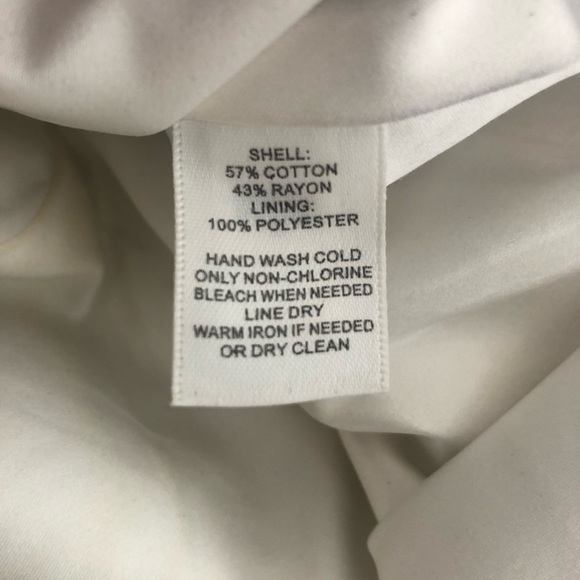 SHELL:
57% COTTON
43% RAYON
LINING:
100% POLYESTER
HAND WASH COLD
ONLY NON-CHLORINE
BLEACH WHEN NEEDED
LINE DRY
WARM IRON IF NEEDED
OR DRY CLEAN